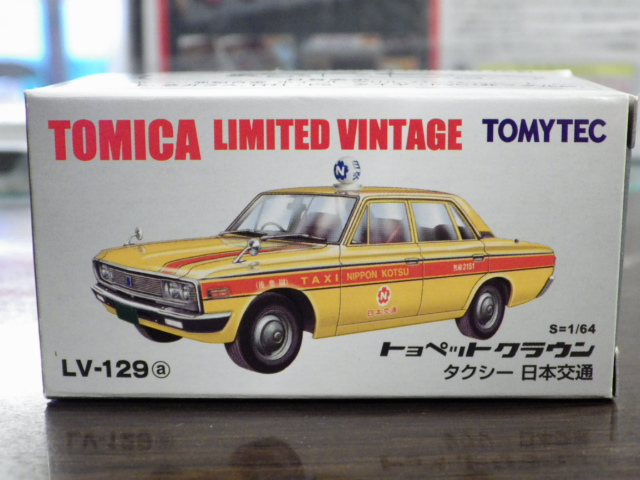 TOMICA LIMITED VINTAGE TOMYTEC
N
TAXI NIPPON KOTSU
N
日本交通
S=1/64
LV-129 ⓐ
トヨペット クラウン
タクシー 日本交通